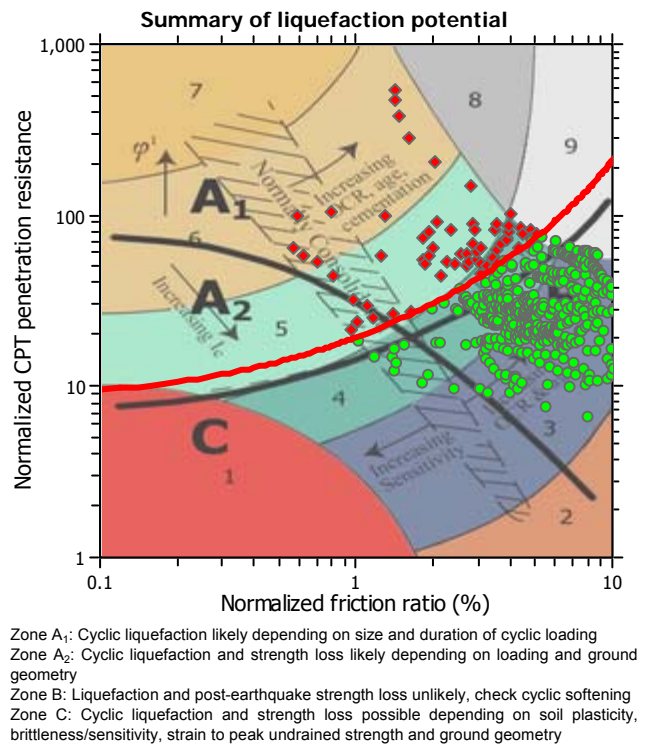 Summary of liquefaction potential
1,000
100
10
1
Normalized CPT penetration resistance
7
8
9
φ'
A1
Increasing
OCR, age,
cementation
Normally Consolidated
6
A2
Increasing Ic
5
4
C
1
Increasing
Sensitivity
3
2
0.1
1
10
Normalized friction ratio (%)
Zone A1: Cyclic liquefaction likely depending on size and duration of cyclic loading
Zone A2: Cyclic liquefaction and strength loss likely depending on loading and ground
geometry
Zone B: Liquefaction and post-earthquake strength loss unlikely, check cyclic softening
Zone C: Cyclic liquefaction and strength loss possible depending on soil plasticity,
brittleness/sensitivity, strain to peak undrained strength and ground geometry